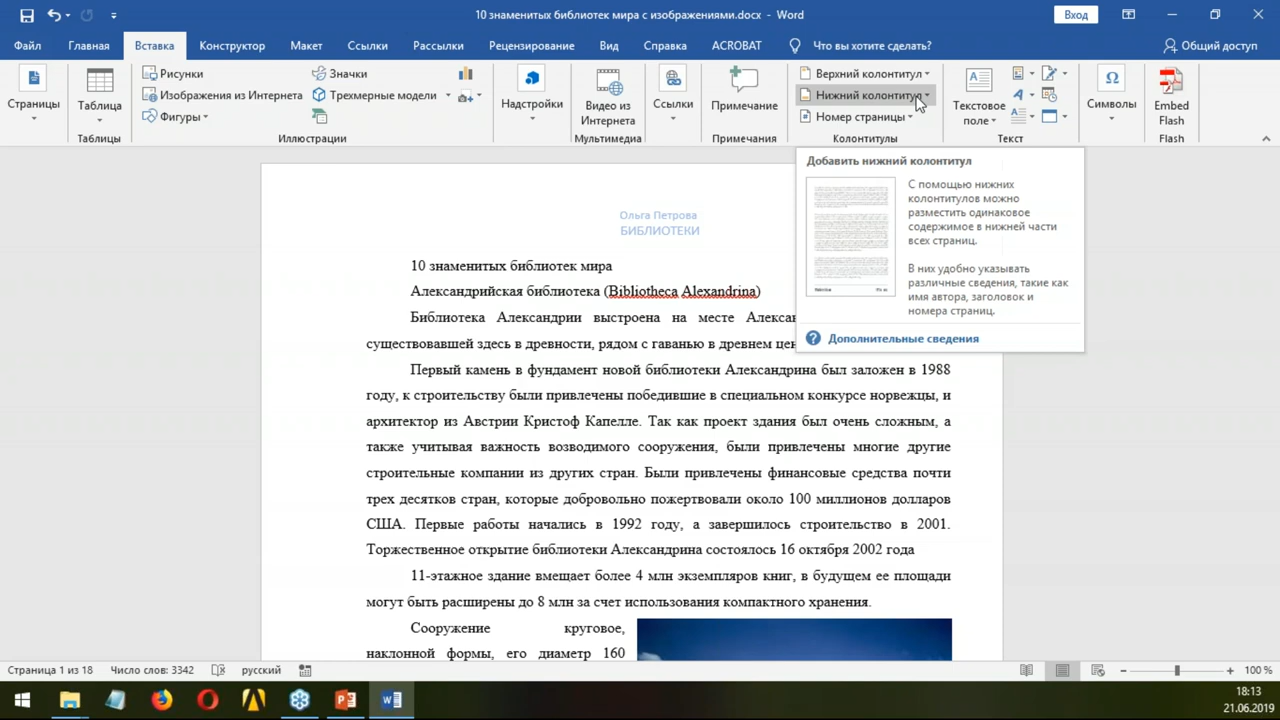 10 знаменитых библиотек мира с изображениями.docx - Word
Вход
Файл Главная Вставка Конструктор Макет Ссылки Рассылки Рецензирование Вид Справка ACROBAT Что вы хотите сделать? Общий доступ
Страницы
Таблица
Таблицы
Рисунки
Изображения из Интернета
Фигуры
Значки
Трехмерные модели
Иллюстрации
Надстройки
Видео из
Интернета
Мультимедиа
Ссылки
Примечание
Примечания
Верхний колонтитул
Нижний колонтитул
Номер страницы
Колонтитулы
Текстовое
поле
Текст
Символы
Embed
Flash
Flash
Добавить нижний колонтитул
С помощью нижних
колонтитулов можно
разместить одинаковое
содержимое в нижней части
всех страниц.
В них удобно указывать
различные сведения, такие как
имя автора, заголовок и
номера страниц.
Дополнительные сведения
Ольга Петрова
БИБЛИОТЕКИ
10 знаменитых библиотек мира
Александрийская библиотека (Bibliotheca Alexandrina)
Библиотека Александрии выстроена на месте Алекса
существовавшей здесь в древности, рядом с гаванью в древнем цен
Первый камень в фундамент новой библиотеки Александрина был заложен в 1988
году, к строительству были привлечены победившие в специальном конкурсе норвежцы, и
архитектор из Австрии Кристоф Капелле. Так как проект здания был очень сложным, а
также учитывая важность возводимого сооружения, были привлечены многие другие
строительные компании из других стран. Были привлечены финансовые средства почти
трех десятков стран, которые добровольно пожертвовали около 100 миллионов долларов
США. Первые работы начались в 1992 году, а завершилось строительство в 2001.
Торжественное открытие библиотеки Александрина состоялось 16 октября 2002 года
11-этажное здание вмещает более 4 млн экземпляров книг, в будущем ее площади
могут быть расширены до 8 млн за счет использования компактного хранения.
Сооружение круговое,
наклонной формы, его диаметр 160
Страница 1 из 18 Число слов: 3342 русский 100 %
18:13
21.06.2019